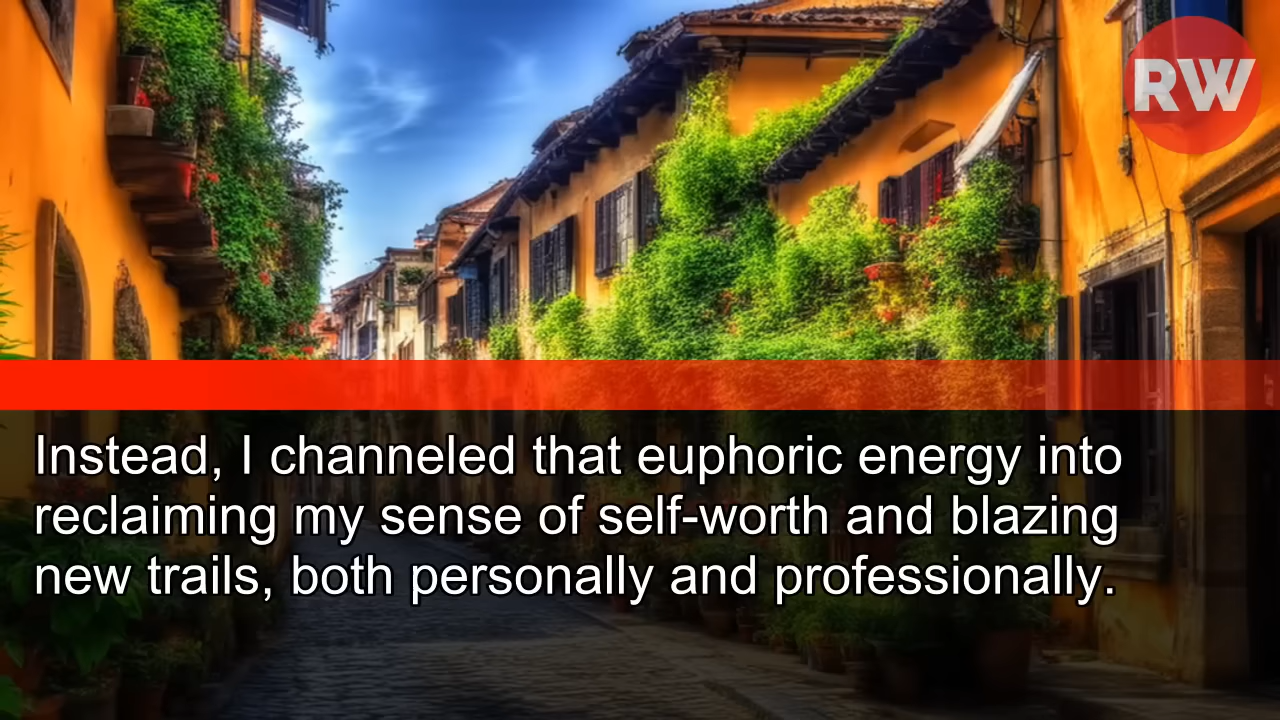 RW
Instead, I channeled that euphoric energy into
reclaiming my sense of self-worth and blazing
new trails, both personally and professionally.